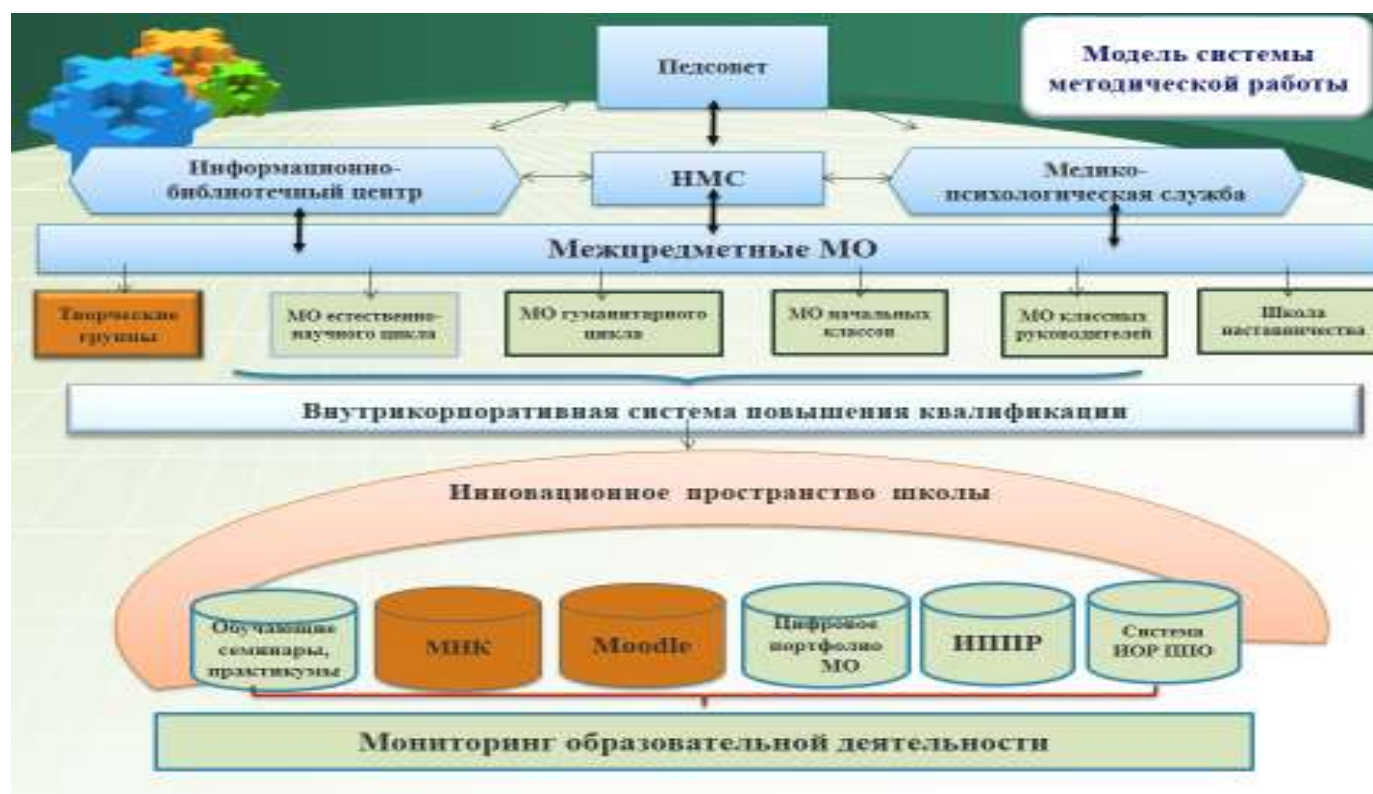 Педсовет
Модель системы
методической работы
Информационно-
библиотечный центр
НМС
Медико-
психологическая служба
Межпредметные МО
Творческие
группы
МО естественно-
научного цикла
МО гуманитарного
цикла
МО начальных
классов
МО классных
руководителей
Школа
наставничества
Внутрикорпоративная система повышения квалификации
Инновационное пространство школы
Обучающие
семинары,
практикумы
МНК
Moodle
Цифровое
портфолио
МО
ИППР
Система
ИОР ППО
Мониторинг образовательной деятельности